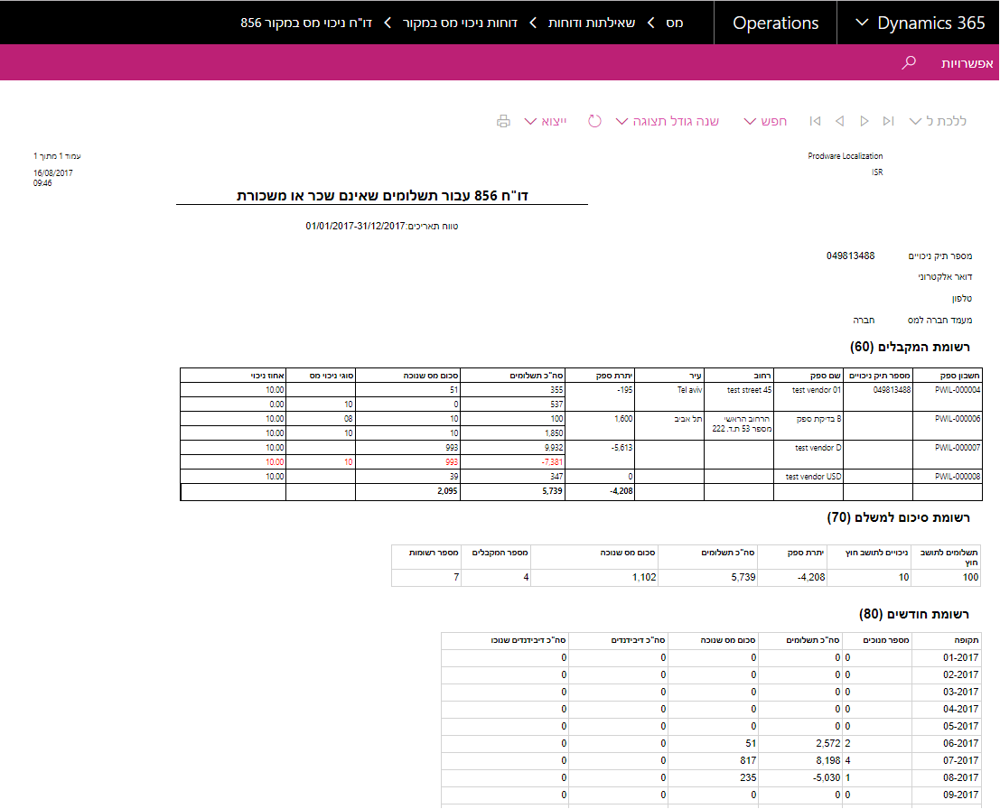 Dynamics 365 Operations מס שאילתות ודוחות דוחות ניכוי מס במקור דו"ח ניכוי מס במקור 856
אפשרויות
ללכת ל חפש שנה גודל תצוגה ייצוא
Prodware Localization עמוד 1 מתוך 1
ISR 16/08/2017
09:46
דו"ח 856 עבור תשלומים שאינם שכר או משכורת
טווח תאריכים:01/01/2017-31/12/2017
מספר תיק ניכויים 049813488
דואר אלקטרוני
טלפון
מעמד חברה למס חברה
רשומת המקבלים (60)
חשבון ספק מספר תיק ניכויים שם ספק רחוב עיר יתרת ספק סה"כ תשלומים סכום מס שנוכה סוגי ניכוי מס אחוז ניכוי
PWIL-000004 049813488 test vendor 01 test street 45 Tel aviv -195 355 51 10.00
537 0 10 0.00
PWIL-000006 B בדיקת ספק הרחוב הראשי תל אביב 1,600 100 10 08 10.00
מספר 53 ת.ד. 222 1,850 10 10 10.00
PWIL-000007 test vendor D -5,613 9,932 993 10.00
-7,381 993 10 10.00
PWIL-000008 test vendor USD 0 347 39 10.00
-4,208 5,739 2,095
רשומת סיכום למשלם (70)
תשלומים לתושב ניכויים לתושב חוץ יתרת ספק סה"כ תשלומים סכום מס שנוכה מספר המקבלים מספר רשומות
חוץ
100 10 -4,208 5,739 1,102 4 7
רשומת חודשים (80)
תקופה מספר מנוכים סה"כ תשלומים סכום מס שנוכה סה"כ דיבידנדים סה"כ דיבידנדים שנוכו
01-2017 0 0 0 0 0
02-2017 0 0 0 0 0
03-2017 0 0 0 0 0
04-2017 0 0 0 0 0
05-2017 0 0 0 0 0
06-2017 2 2,572 51 0 0
07-2017 4 8,198 817 0 0
08-2017 1 -5,030 235 0 0
09-2017 0 0 0 0 0